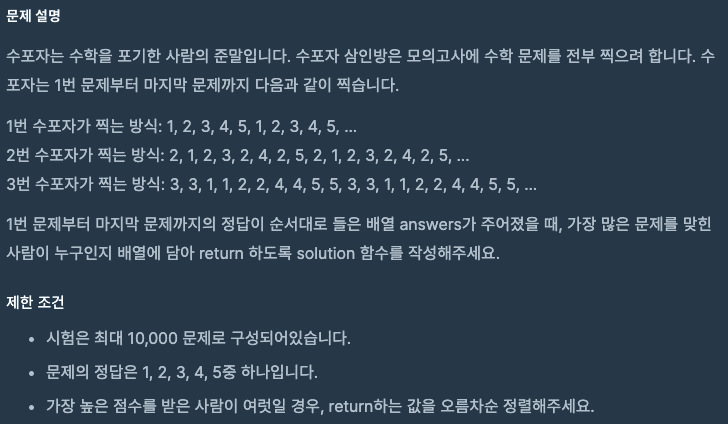 문제 설명
수포자는 수학을 포기한 사람의 준말입니다. 수포자 삼인방은 모의고사에 수학 문제를 전부 찍으려 합니다. 수
포자는 1번 문제부터 마지막 문제까지 다음과 같이 찍습니다.
1번 수포자가 찍는 방식: 1, 2, 3, 4, 5, 1, 2, 3, 4, 5, ...
2번 수포자가 찍는 방식: 2, 1, 2, 3, 2, 4, 2, 5, 2, 1, 2, 3, 2, 4, 2, 5, ...
3번 수포자가 찍는 방식: 3, 3, 1, 1, 2, 2, 4, 4, 5, 5, 3, 3, 1, 1, 2, 2, 4, 4, 5, 5, ...
1번 문제부터 마지막 문제까지의 정답이 순서대로 들은 배열 answers가 주어졌을 때, 가장 많은 문제를 맞힌
사람이 누구인지 배열에 담아 return 하도록 solution 함수를 작성해주세요.
제한 조건
• 시험은 최대 10,000 문제로 구성되어있습니다.
• 문제의 정답은 1, 2, 3, 4, 5중 하나입니다.
• 가장 높은 점수를 받은 사람이 여럿일 경우, return하는 값을 오름차순 정렬해주세요.